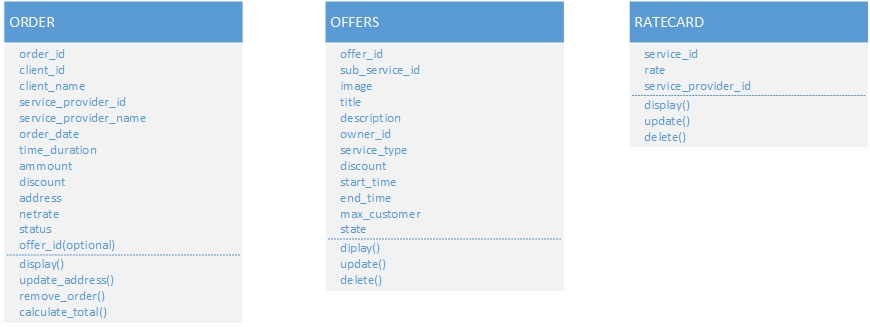 ORDER
order_id
client_id
client_name
service_provider_id
service_provider_name
order_date
time_duration
ammount
discount
address
netrate
status
offer_id(optional)
display()
update_address()
remove_order()
calculate_total()
OFFERS
offer_id
sub_service_id
image
title
description
owner_id
service_type
discount
start_time
end_time
max_customer
state
diplay()
update()
delete()
RATECARD
service_id
rate
service_provider_id
display()
update()
delete()